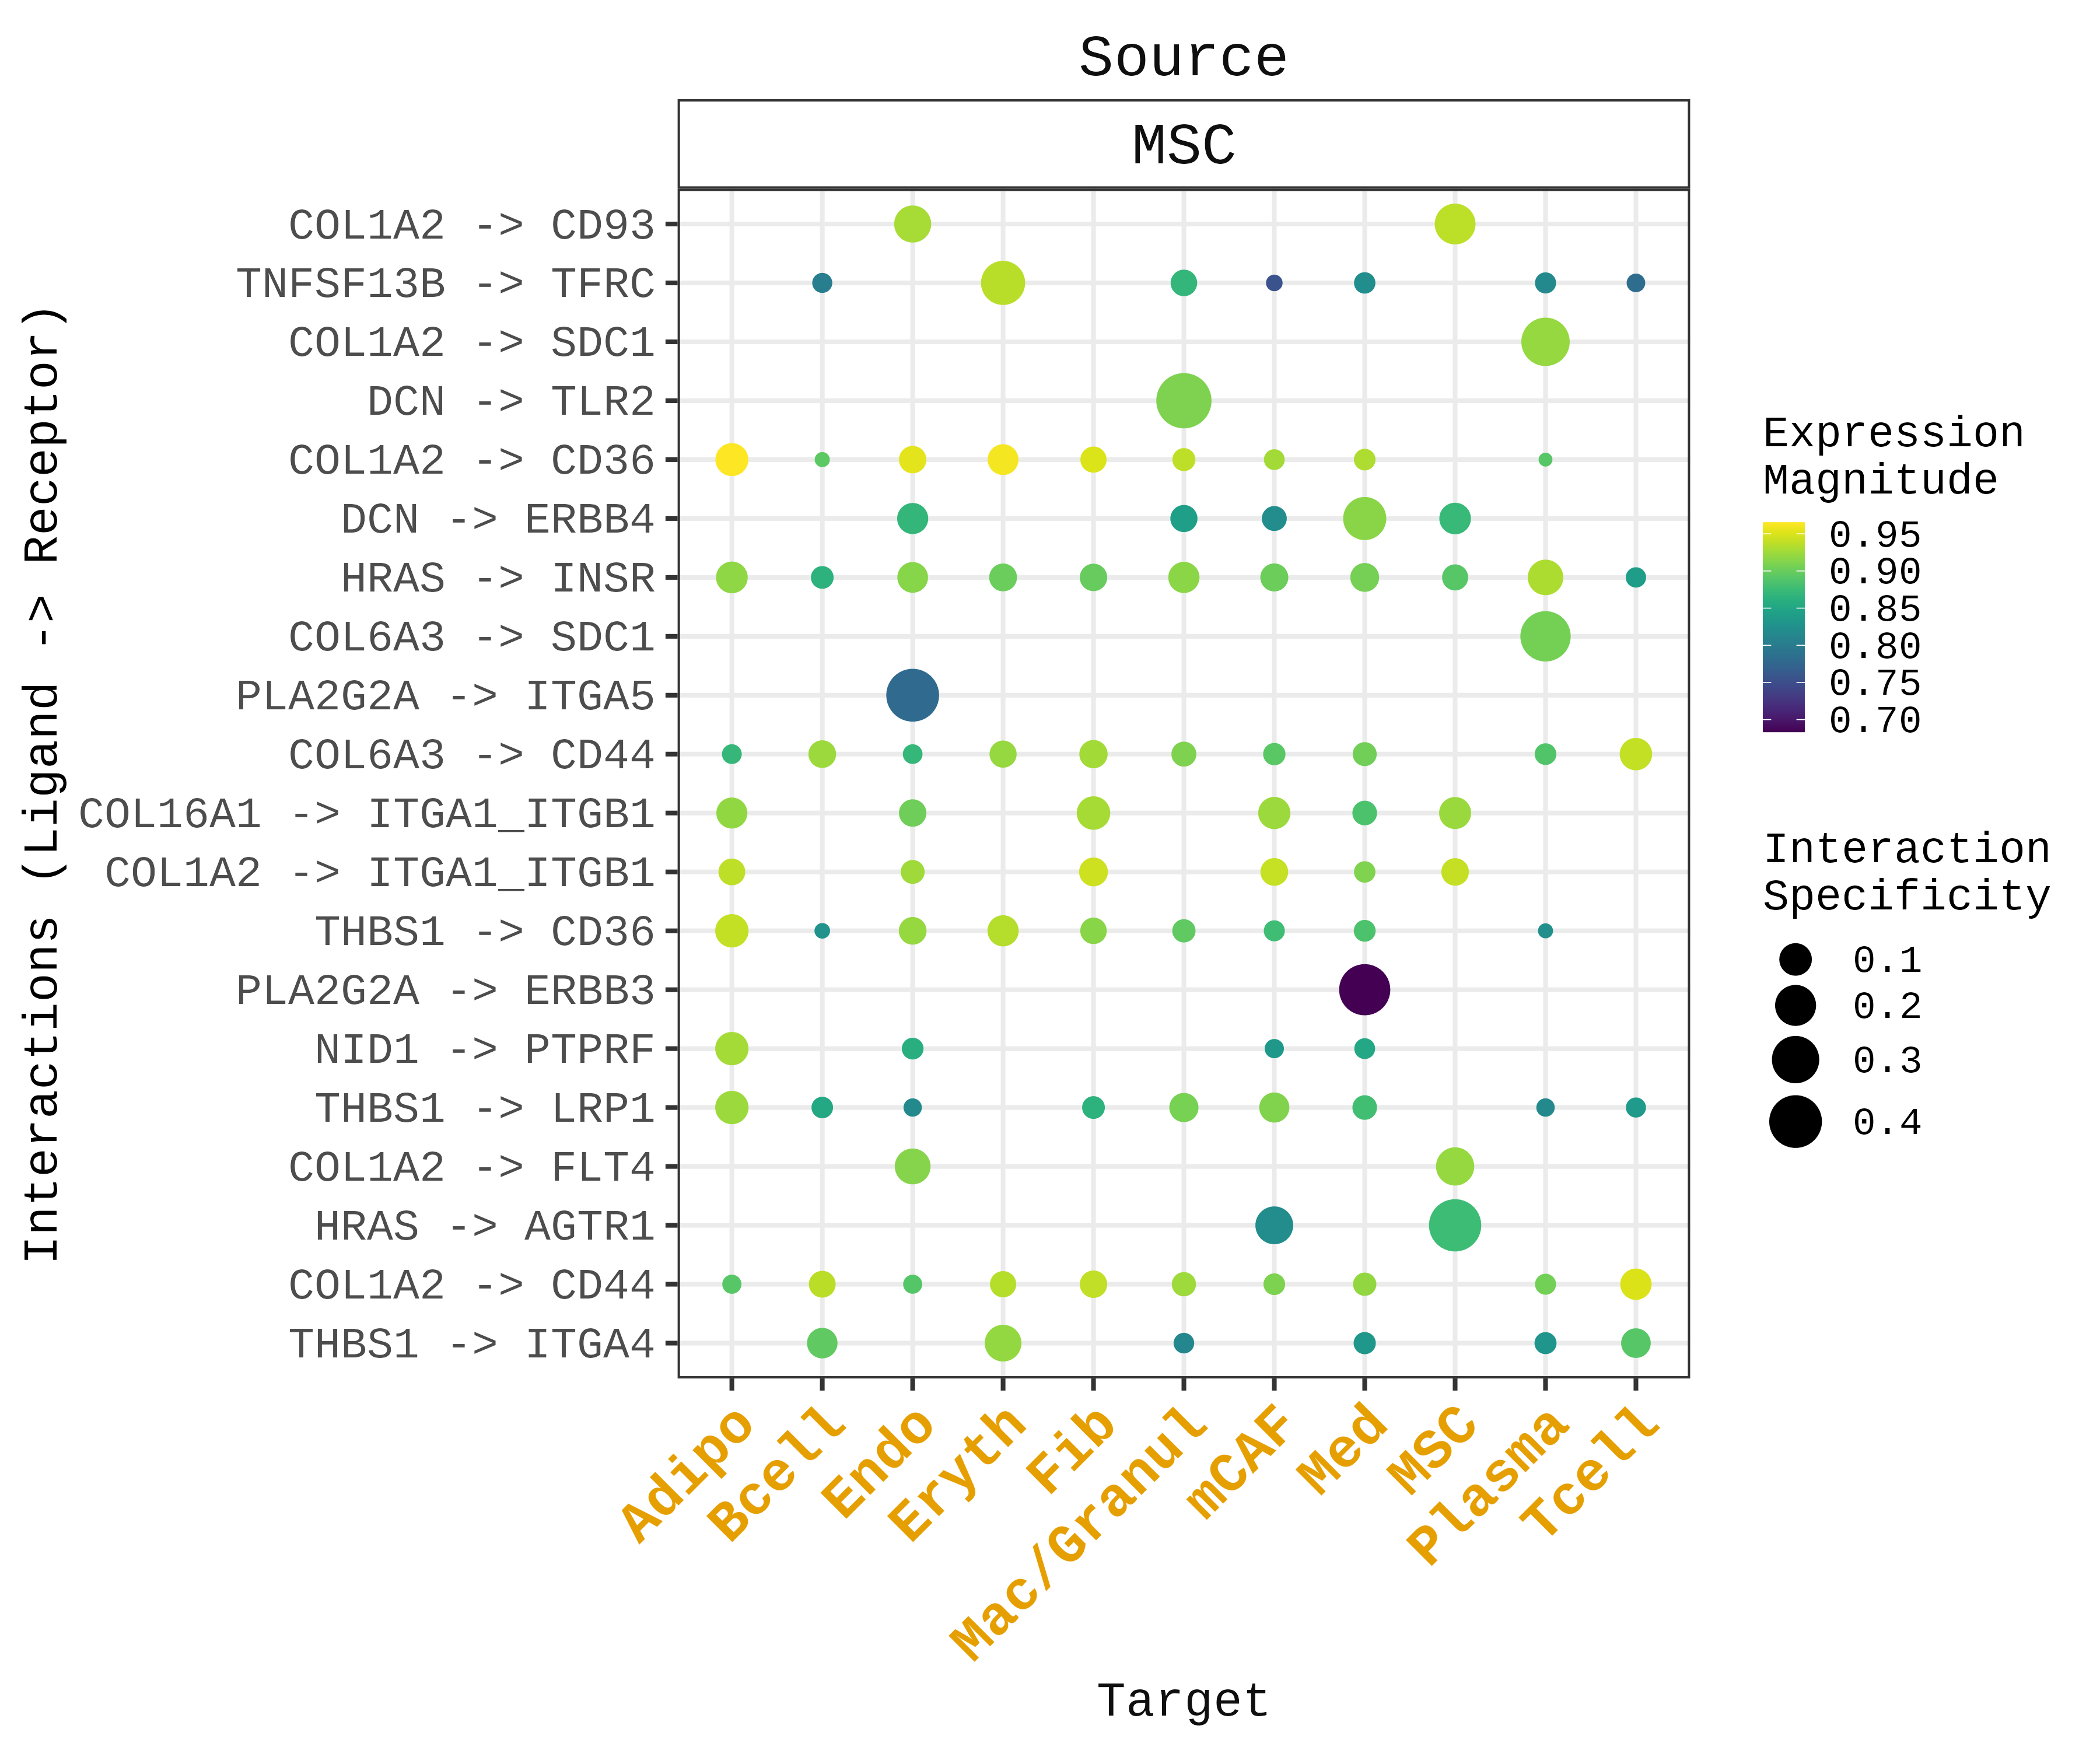 Source
MSC
Interactions (Ligand -> Receptor)
COL1A2 -> CD93
TNFSF13B -> TFRC
COL1A2 -> SDC1
DCN -> TLR2
COL1A2 -> CD36
DCN -> ERBB4
HRAS -> INSR
COL6A3 -> SDC1
PLA2G2A -> ITGA5
COL6A3 -> CD44
COL16A1 -> ITGA1_ITGB1
COL1A2 -> ITGA1_ITGB1
THBS1 -> CD36
PLA2G2A -> ERBB3
NID1 -> PTPRF
THBS1 -> LRP1
COL1A2 -> FLT4
HRAS -> AGTR1
COL1A2 -> CD44
THBS1 -> ITGA4
Adipo
Bcell
Endo
Eryth
Fib
Mac/Granul
mCAF
Med
MSC
Plasma
Tcell
Target
Expression
Magnitude
0.95
0.90
0.85
0.80
0.75
0.70
Interaction
Specificity
0.1
0.2
0.3
0.4